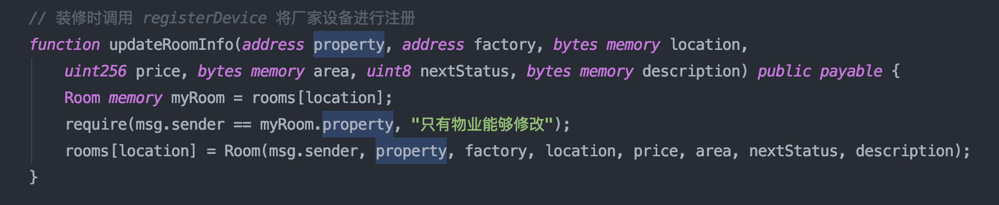 // 装修时调用 registerDevice 将厂家设备进行注册
function updateRoomInfo(address property, address factory, bytes memory location,
uint256 price, bytes memory area, uint8 nextStatus, bytes memory description) public payable {
Room memory myRoom = rooms[location];
require(msg.sender == myRoom.property, "只有物业能够修改");
rooms[location] = Room(msg.sender, property, factory, location, price, area, nextStatus, description);
}